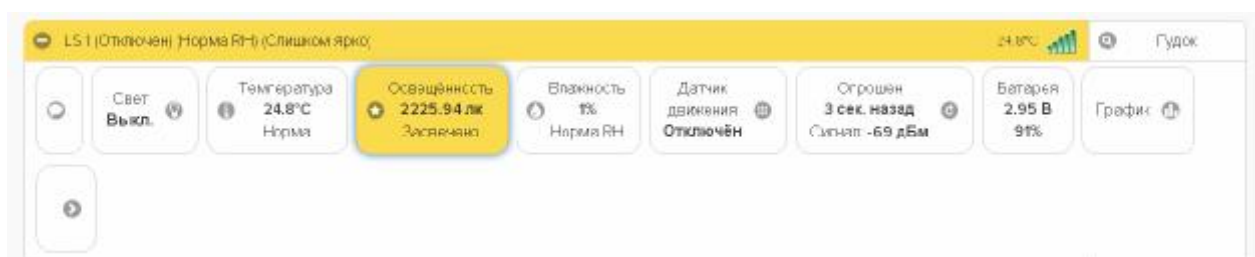 LS 1 (Отключен) (Норма RH) (Слишком ярко)
24.8°C
Гудок
Свет
Выкл.
Температура
24.8°C
Норма
Освещённость
2225.94 лк
Засвечено
Влажность
1%
Норма RH
Датчик
движения
Отключён
Опрошен
3 сек. назад
Сигнал: -69 дБм
Батарея
2.95 В
91%
График